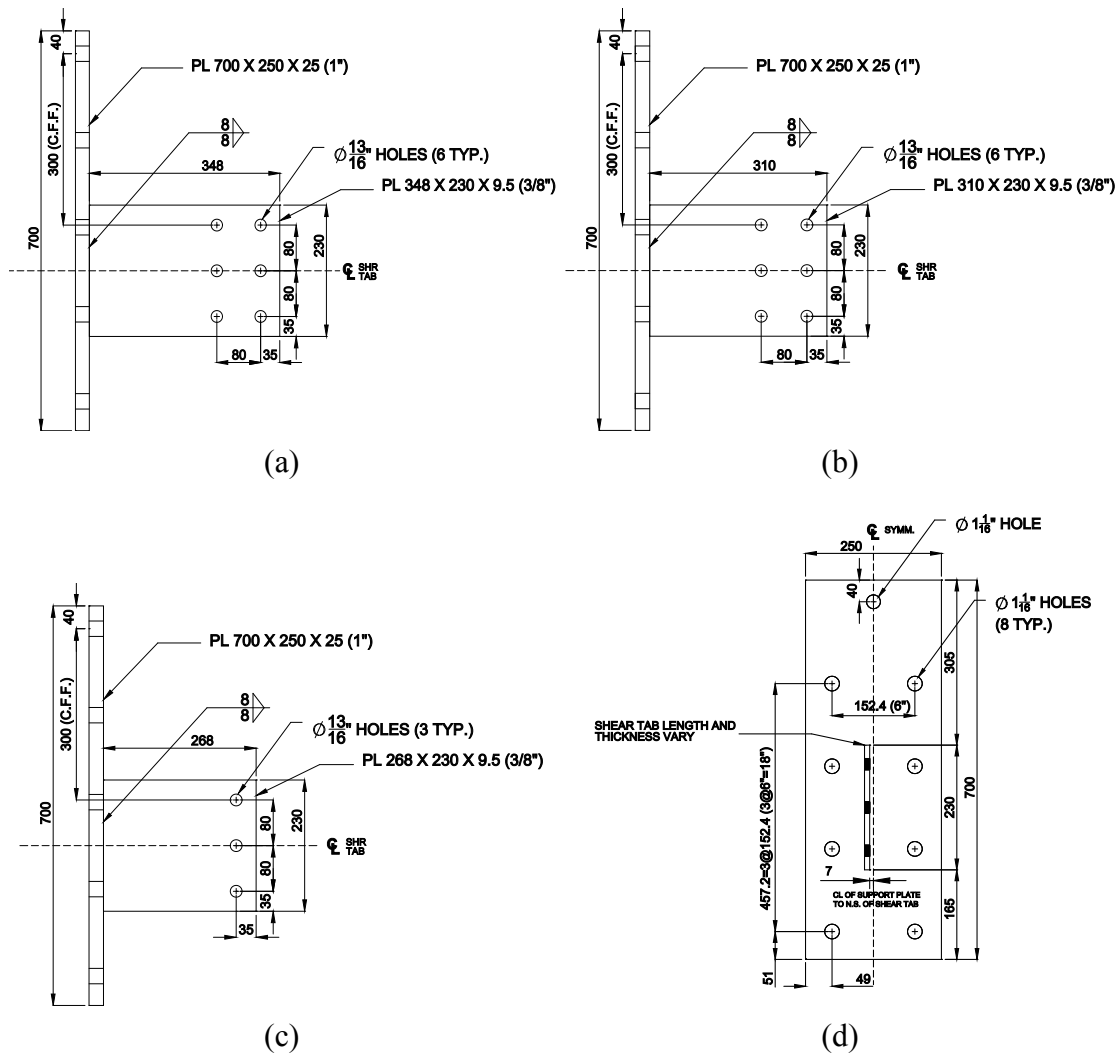 40
PL 700 X 250 X 25 (1")
300 (C.F.F.)
8
8
Ø 13/16" HOLES (6 TYP.)
348
PL 348 X 230 X 9.5 (3/8")
700
80
230
CL SHR TAB
80
35
80
35
(a)
40
PL 700 X 250 X 25 (1")
300 (C.F.F.)
8
8
Ø 13/16" HOLES (6 TYP.)
310
PL 310 X 230 X 9.5 (3/8")
700
80
230
CL SHR TAB
80
35
80
35
(b)
40
PL 700 X 250 X 25 (1")
300 (C.F.F.)
8
8
Ø 13/16" HOLES (3 TYP.)
268
PL 268 X 230 X 9.5 (3/8")
700
80
230
CL SHR TAB
80
35
35
(c)
CL SYMM.
Ø 1 1/16" HOLE
250
40
Ø 1 1/16" HOLES
(8 TYP.)
305
152.4 (6")
SHEAR TAB LENGTH AND
THICKNESS VARY
457.2=3@152.4 (3@6"=18")
700
230
7
CL OF SUPPORT PLATE
TO N.S. OF SHEAR TAB
165
51
49
(d)